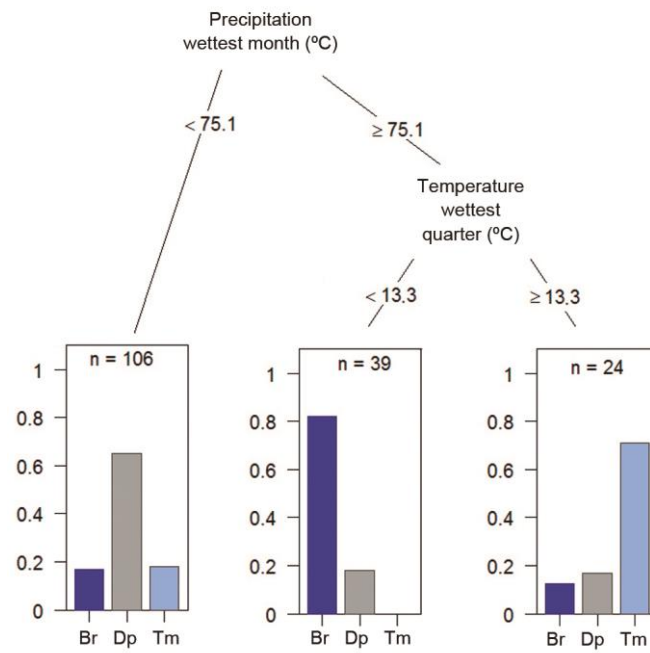 Precipitation
wettest month (ºC)
< 75.1
≥ 75.1
Temperature
wettest
quarter (ºC)
< 13.3
≥ 13.3
n = 106
1
0.8
0.6
0.4
0.2
0
Br Dp Tm
n = 39
1
0.8
0.6
0.4
0.2
0
Br Dp Tm
n = 24
1
0.8
0.6
0.4
0.2
0
Br Dp Tm